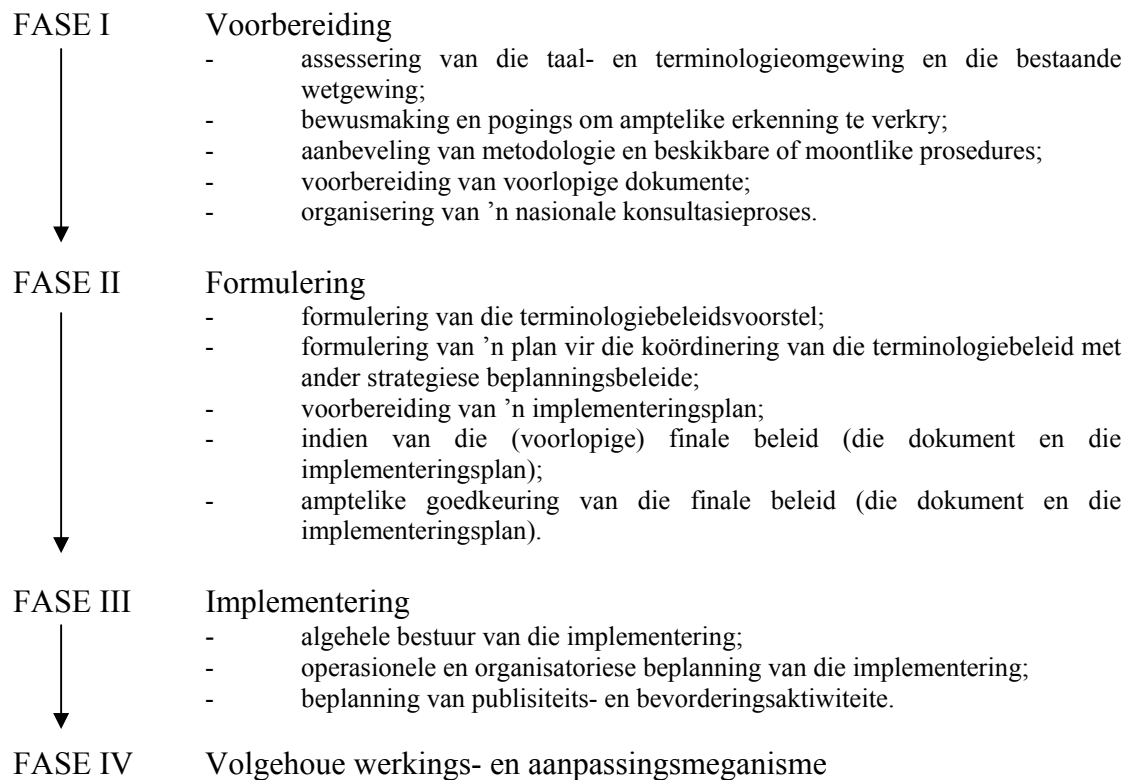 FASE I Voorbereiding
- assessering van die taal- en terminologieomgewing en die bestaande
wetgewing;
- bewusmaking en pogings om amptelike erkenning te verkry;
- aanbeveling van metodologie en beskikbare of moontlike prosedures;
- voorbereiding van voorlopige dokumente;
- organisering van ’n nasionale konsultasieproses.
FASE II Formulering
- formulering van die terminologiebeleidsvoorstel;
- formulering van ’n plan vir die koördinering van die terminologiebeleid met
ander strategiese beplanningsbeleide;
- voorbereiding van ’n implementeringsplan;
- indien van die (voorlopige) finale beleid (die dokument en die
implementeringsplan);
- amptelike goedkeuring van die finale beleid (die dokument en die
implementeringsplan).
FASE III Implementering
- algehele bestuur van die implementering;
- operasionele en organisatoriese beplanning van die implementering;
- beplanning van publisiteits- en bevorderingsaktiwiteite.
FASE IV Volgehoue werkings- en aanpassingsmeganisme